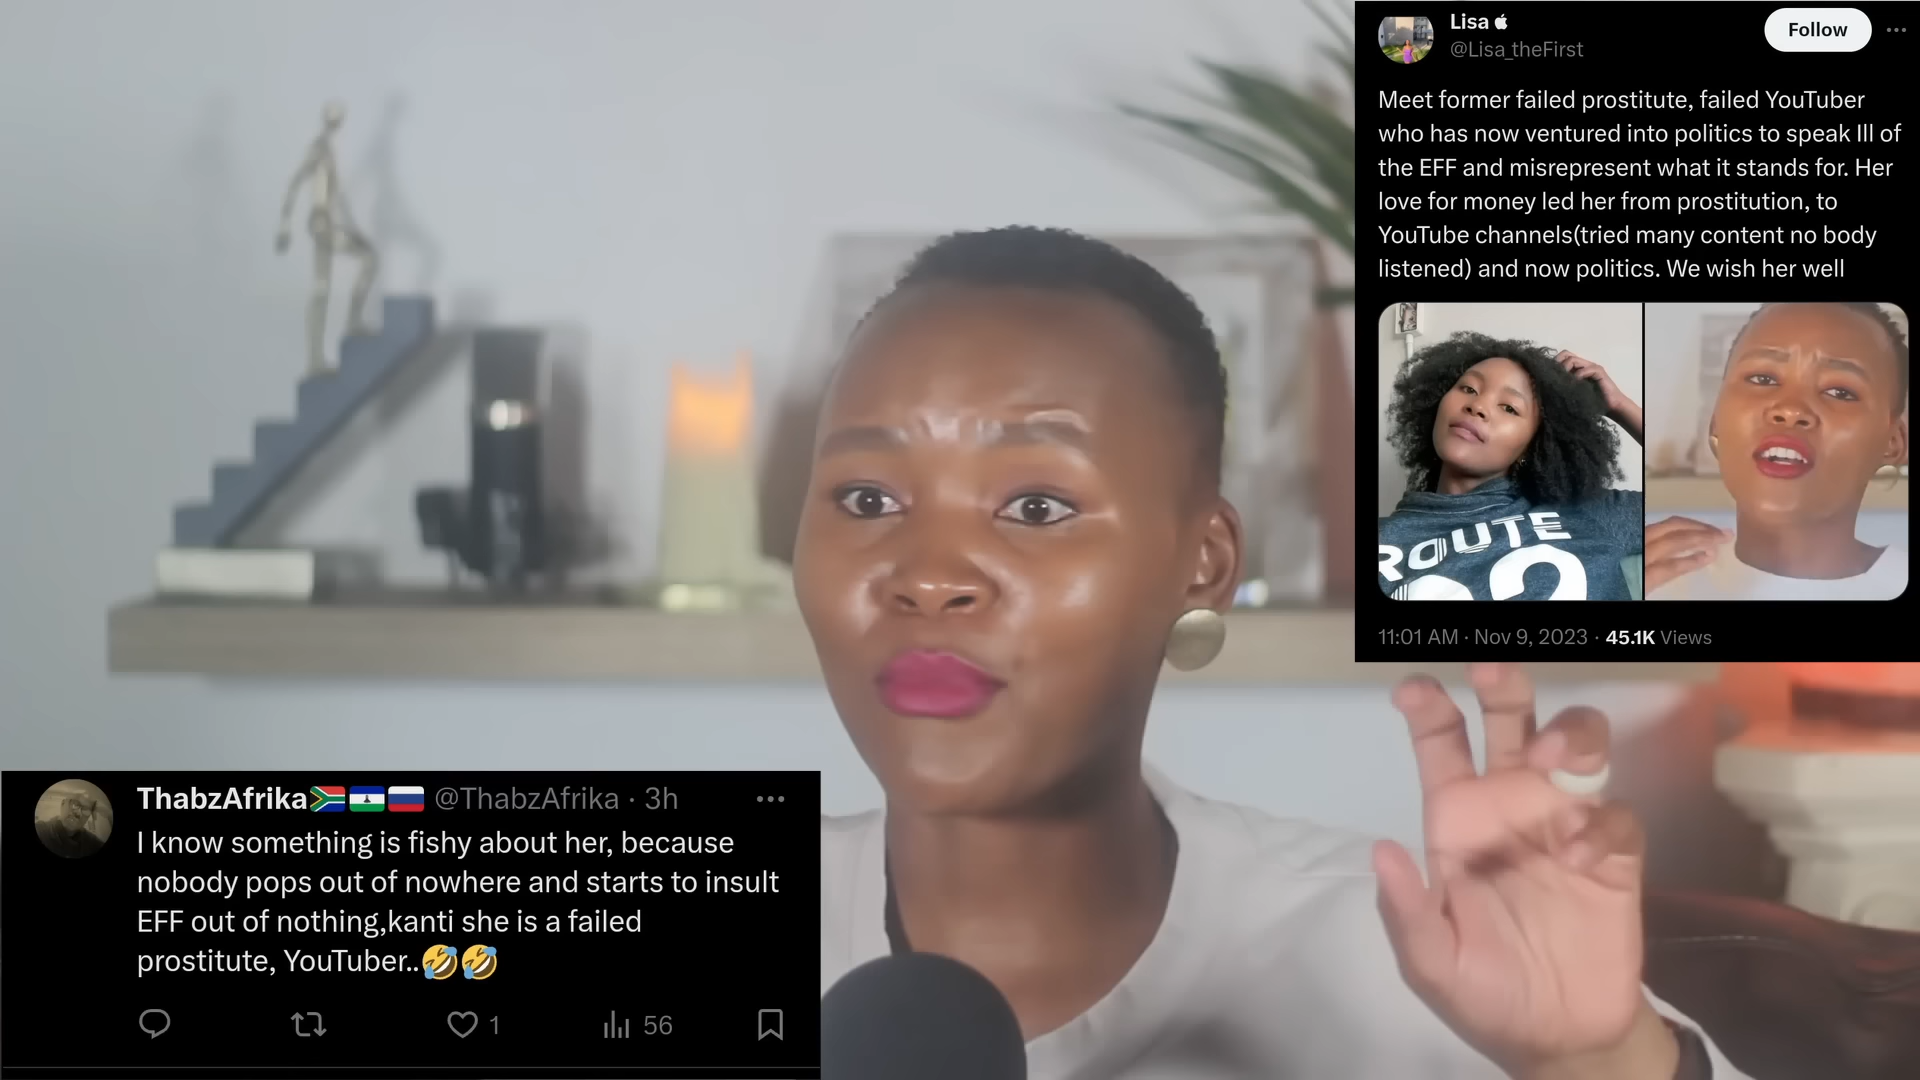 Lisa
@Lisa_theFirst
Follow
Meet former failed prostitute, failed YouTuber
who has now ventured into politics to speak Ill of
the EFF and misrepresent what it stands for. Her
love for money led her from prostitution, to
YouTube channels(tried many content no body
listened) and now politics. We wish her well
ROUTE
11:01 AM · Nov 9, 2023 · 45.1K Views
ThabzAfrika🇿🇦🇱🇸🇷🇺 @ThabzAfrika · 3h
I know something is fishy about her, because
nobody pops out of nowhere and starts to insult
EFF out of nothing,kanti she is a failed
prostitute, YouTuber..🤣🤣
1
56